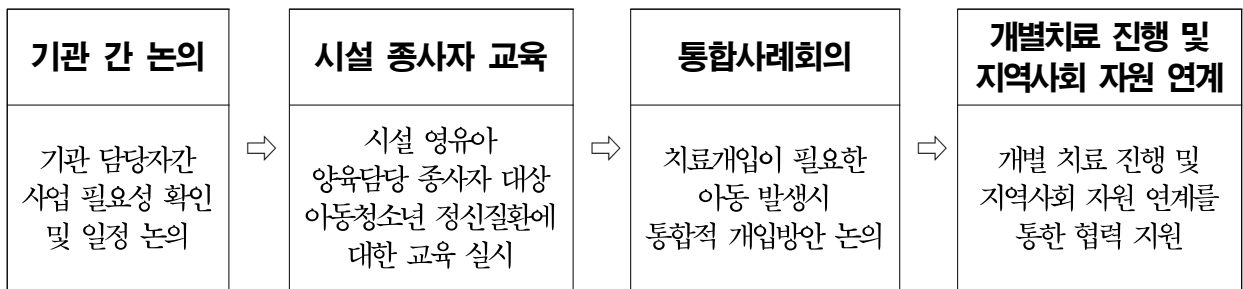 기관 간 논의
기관 담당자간
사업 필요성 확인
및 일정 논의
⇨
시설 종사자 교육
시설 영유아
양육담당 종사자 대상
아동청소년 정신질환에
대한 교육 실시
⇨
통합사례회의
치료개입이 필요한
아동 발생시
통합적 개입방안 논의
⇨
개별치료 진행 및
지역사회 자원 연계
개별 치료 진행 및
지역사회 자원 연계를
통한 협력 지원